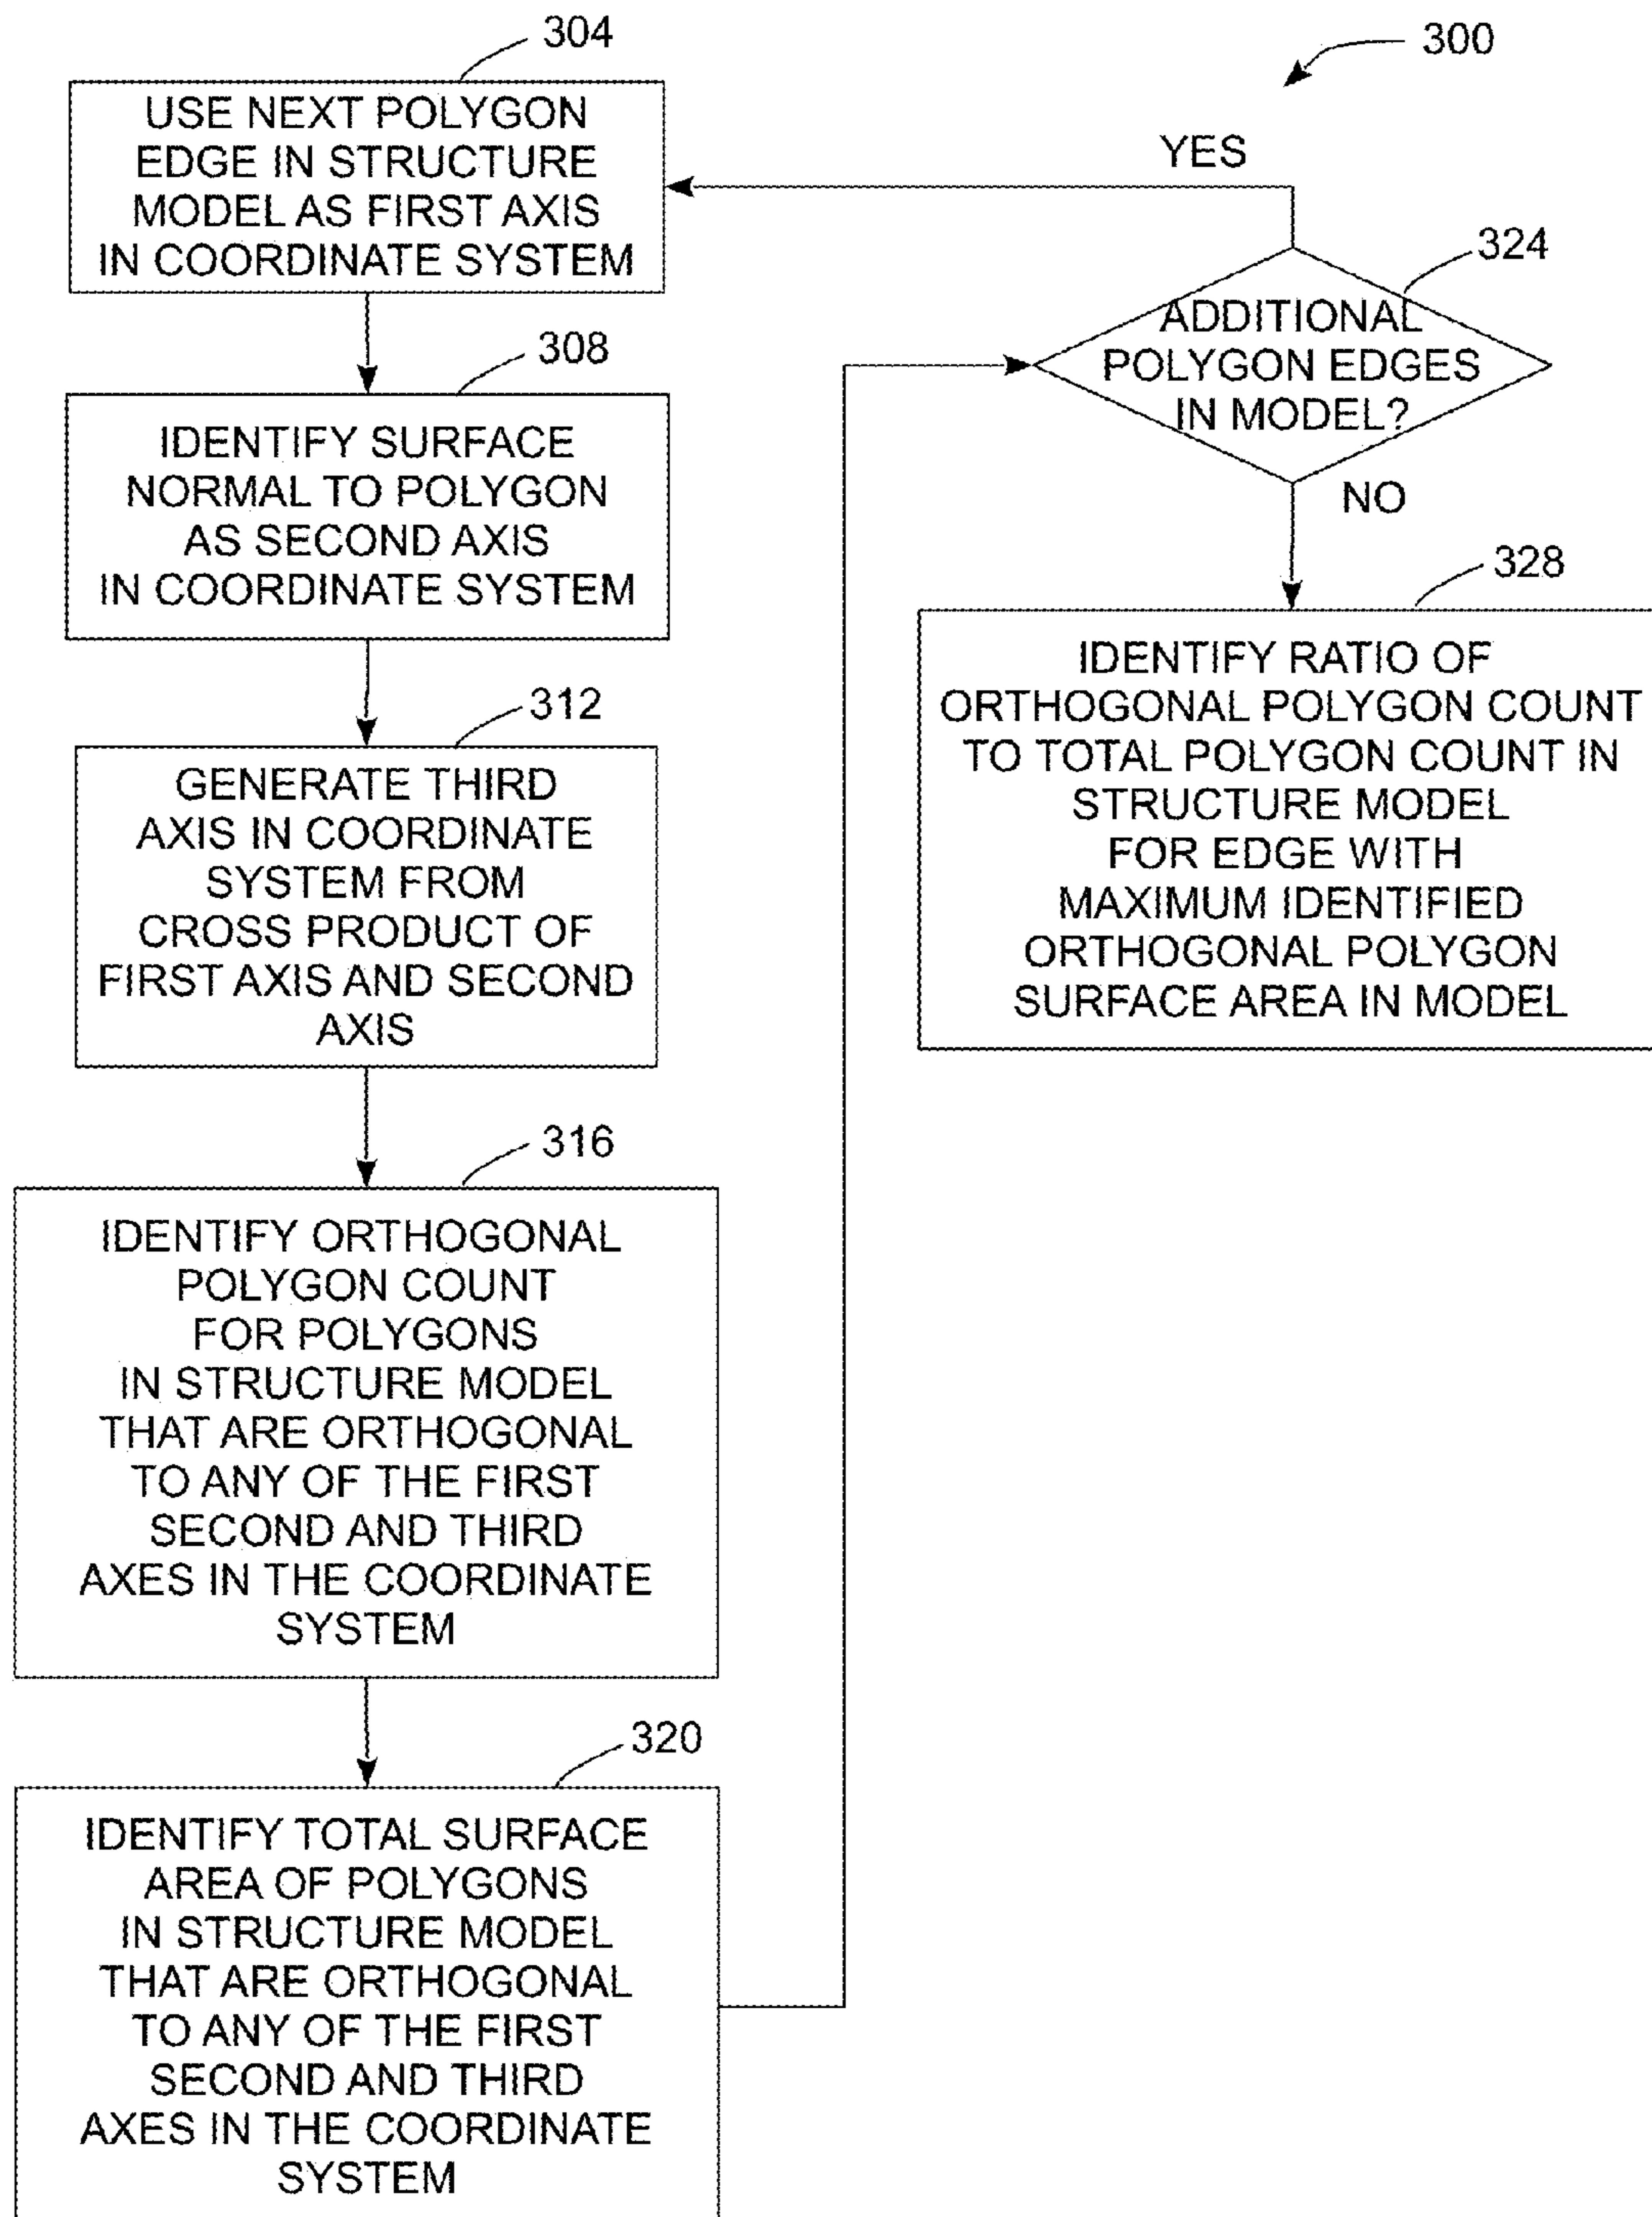 304
USE NEXT POLYGON
EDGE IN STRUCTURE
MODEL AS FIRST AXIS
IN COORDINATE SYSTEM
308
IDENTIFY SURFACE
NORMAL TO POLYGON
AS SECOND AXIS
IN COORDINATE SYSTEM
312
GENERATE THIRD
AXIS IN COORDINATE
SYSTEM FROM
CROSS PRODUCT OF
FIRST AXIS AND SECOND
AXIS
316
IDENTIFY ORTHOGONAL
POLYGON COUNT
FOR POLYGONS
IN STRUCTURE MODEL
THAT ARE ORTHOGONAL
TO ANY OF THE FIRST
SECOND AND THIRD
AXES IN THE COORDINATE
SYSTEM
320
IDENTIFY TOTAL SURFACE
AREA OF POLYGONS
IN STRUCTURE MODEL
THAT ARE ORTHOGONAL
TO ANY OF THE FIRST
SECOND AND THIRD
AXES IN THE COORDINATE
SYSTEM
300
YES
324
ADDITIONAL
POLYGON EDGES
IN MODEL?
NO
328
IDENTIFY RATIO OF
ORTHOGONAL POLYGON COUNT
TO TOTAL POLYGON COUNT IN
STRUCTURE MODEL
FOR EDGE WITH
MAXIMUM IDENTIFIED
ORTHOGONAL POLYGON
SURFACE AREA IN MODEL